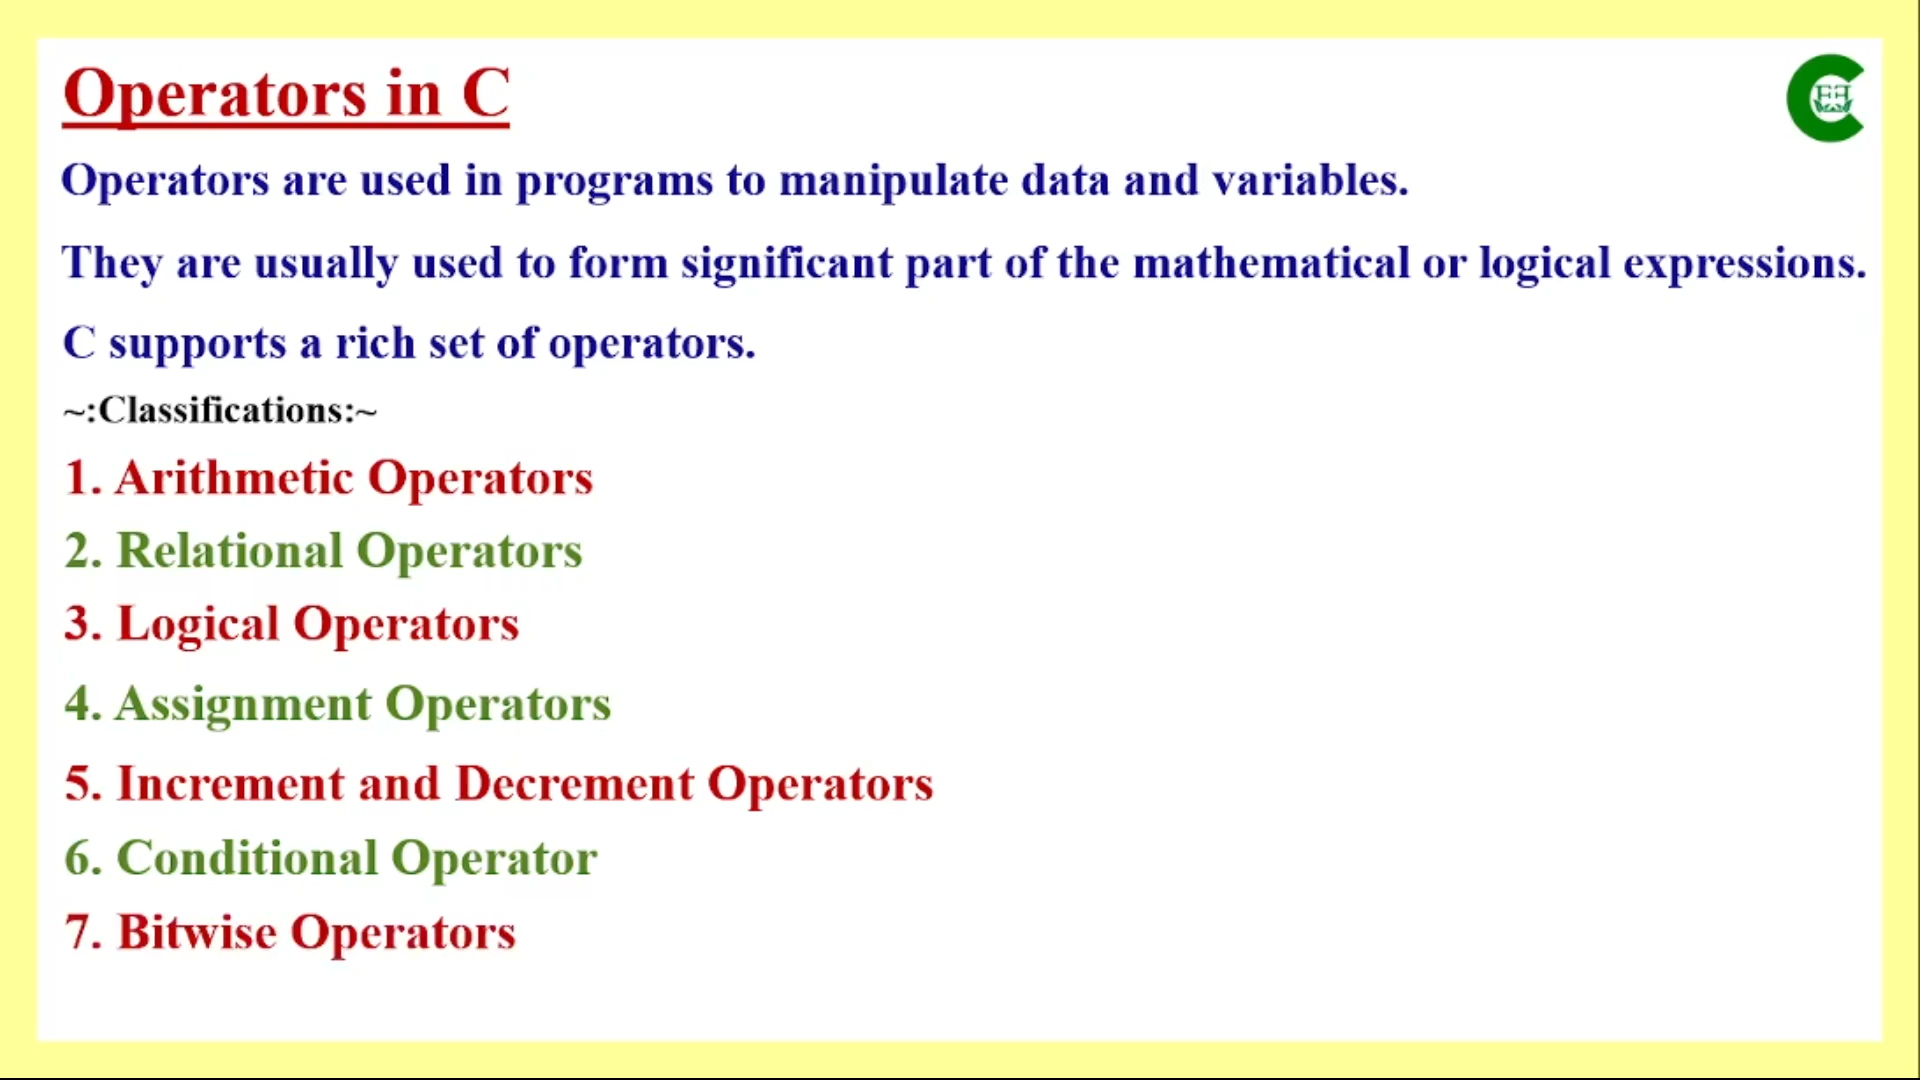 Operators in C
Operators are used in programs to manipulate data and variables.
They are usually used to form significant part of the mathematical or logical expressions.
C supports a rich set of operators.
~:Classifications:~
1. Arithmetic Operators
2. Relational Operators
3. Logical Operators
4. Assignment Operators
5. Increment and Decrement Operators
6. Conditional Operator
7. Bitwise Operators